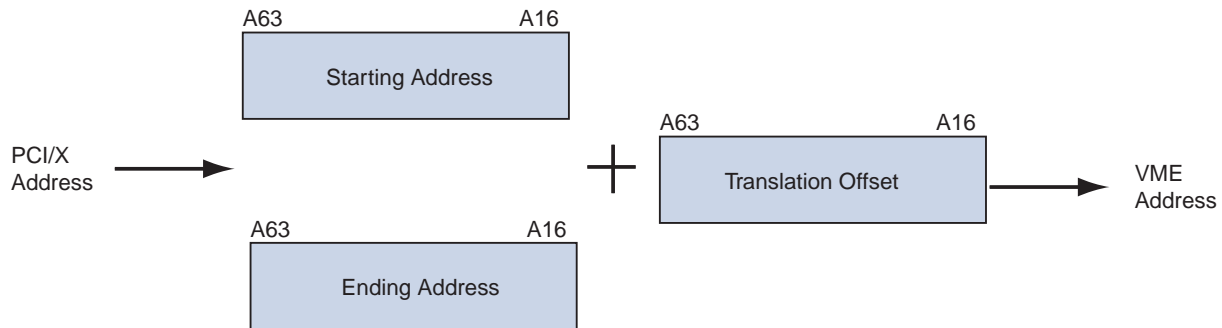 A63 A16
Starting Address
PCI/X
Address
A63 A16
Translation Offset
VME
Address
A63 A16
Ending Address